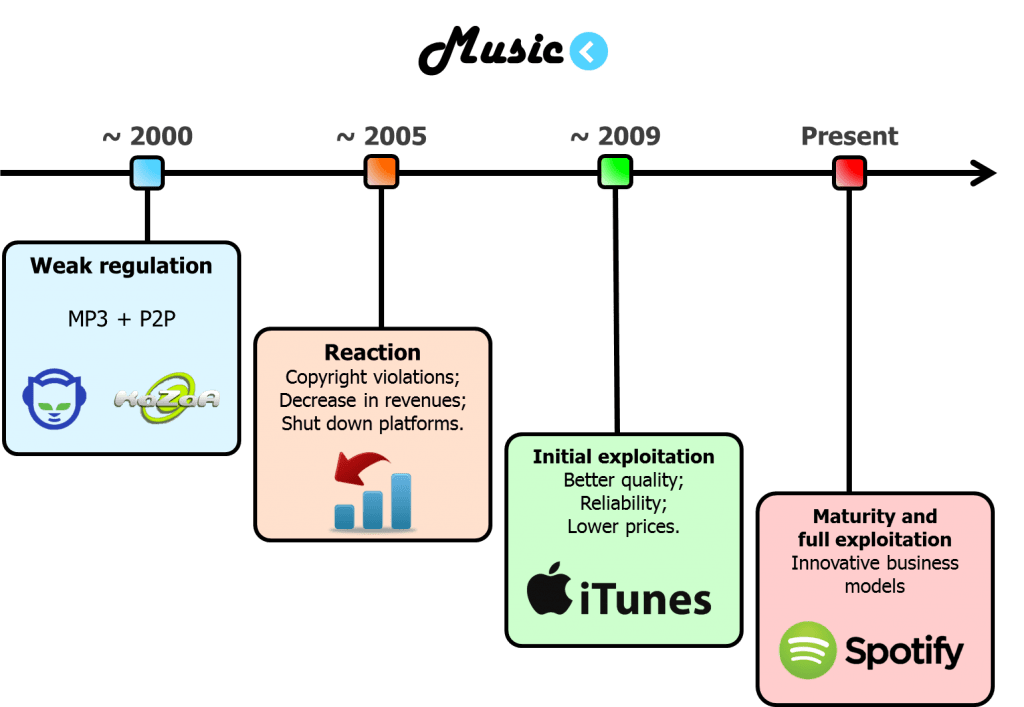 Music
~ 2000
~ 2005
~ 2009
Present
Weak regulation
MP3 + P2P
KaZaA
Reaction
Copyright violations;
Decrease in revenues;
Shut down platforms.
Initial exploitation
Better quality;
Reliability;
Lower prices.
iTunes
Maturity and
full exploitation
Innovative business
models
Spotify